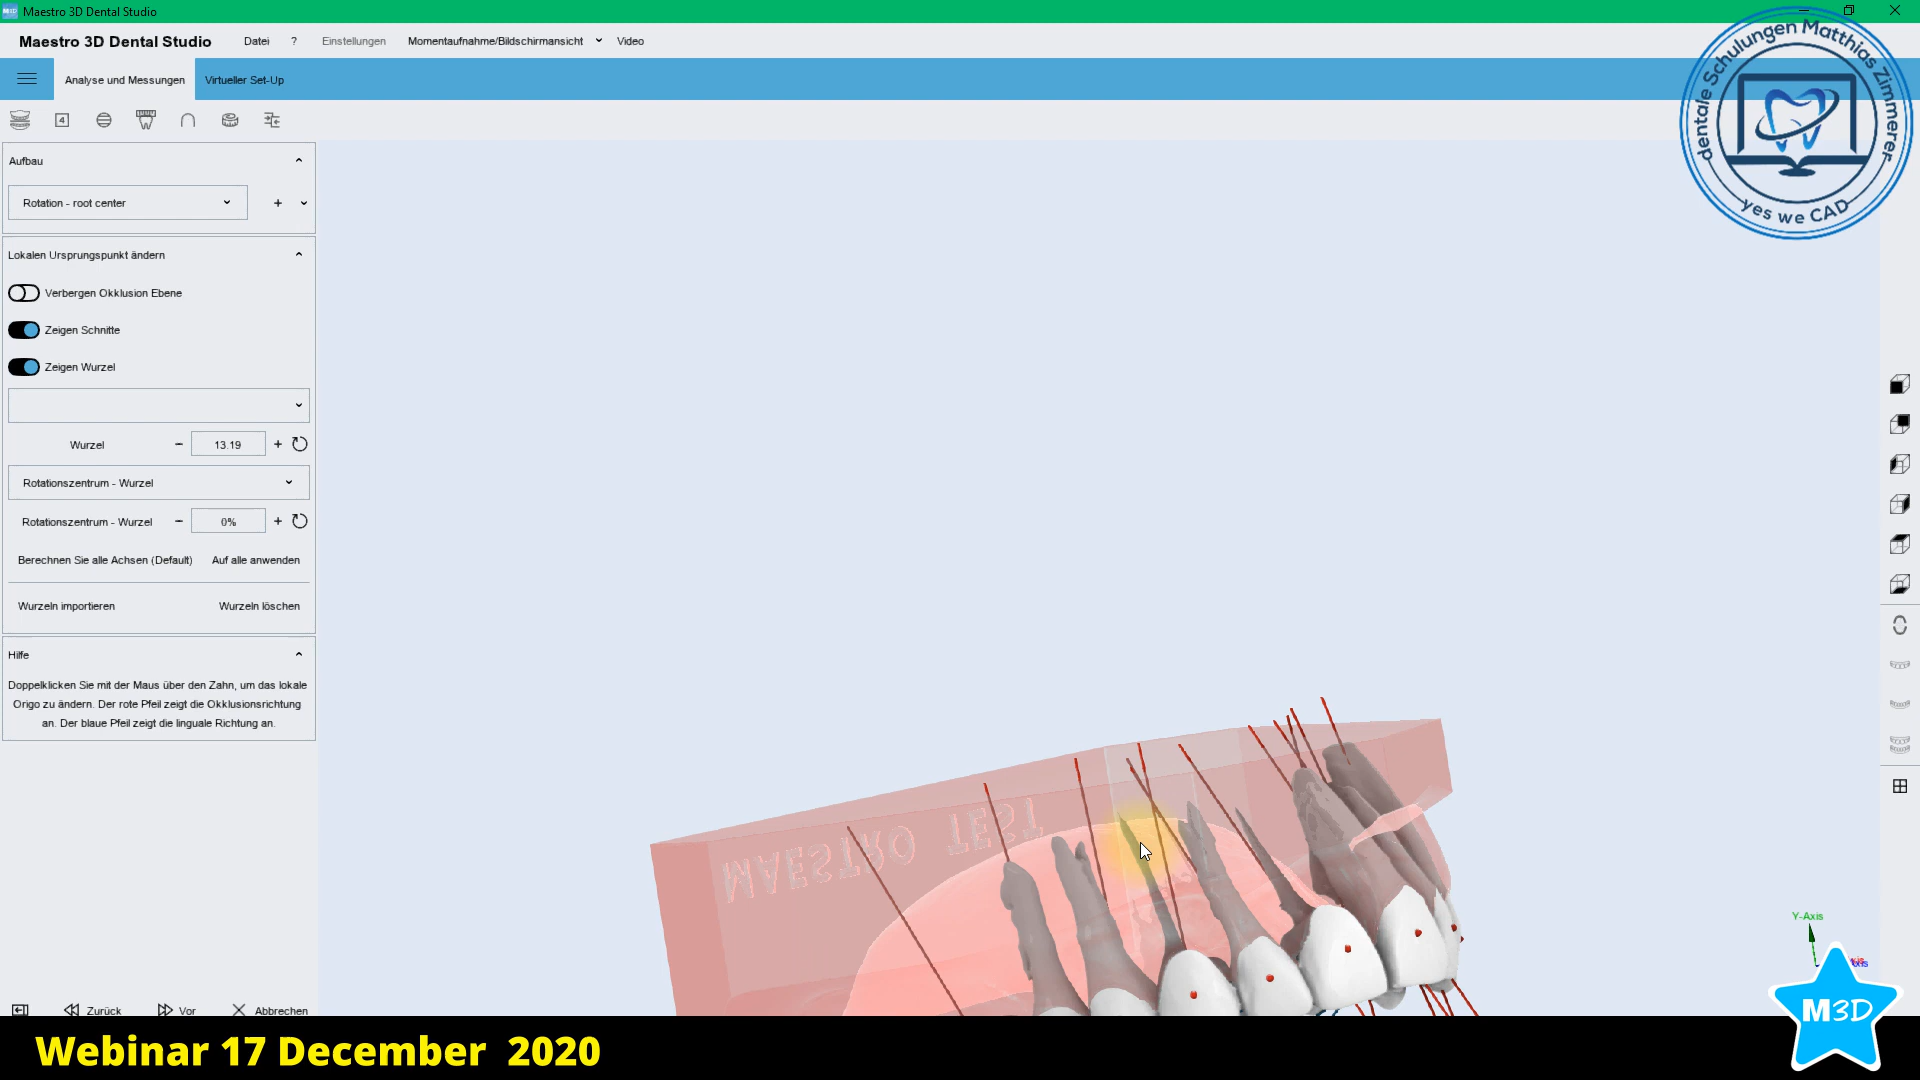 Maestro 3D Dental Studio
Maestro 3D Dental Studio
Datei
?
Einstellungen
Momentaufnahme/Bildschirmansicht
Video
Analyse und Messungen
Virtueller Set-Up
4
dentale Schulungen Matthias Zimmerer
yes we CAD
Aufbau
Rotation - root center
+
Lokalen Ursprungspunkt ändern
Verbergen Okklusion Ebene
Zeigen Schnitte
Zeigen Wurzel
Wurzel
- 13.19 +
Rotationszentrum - Wurzel
Rotationszentrum - Wurzel
- 0% +
Berechnen Sie alle Achsen (Default)
Auf alle anwenden
Wurzeln importieren
Wurzeln löschen
Hilfe
Doppelklicken Sie mit der Maus über den Zahn, um das lokale
Origo zu ändern. Der rote Pfeil zeigt die Okklusionsrichtung
an. Der blaue Pfeil zeigt die linguale Richtung an.
MAESTRO TEST
Y-Axis
Zurück
Vor
Abbrechen
Webinar 17 December 2020
M3D